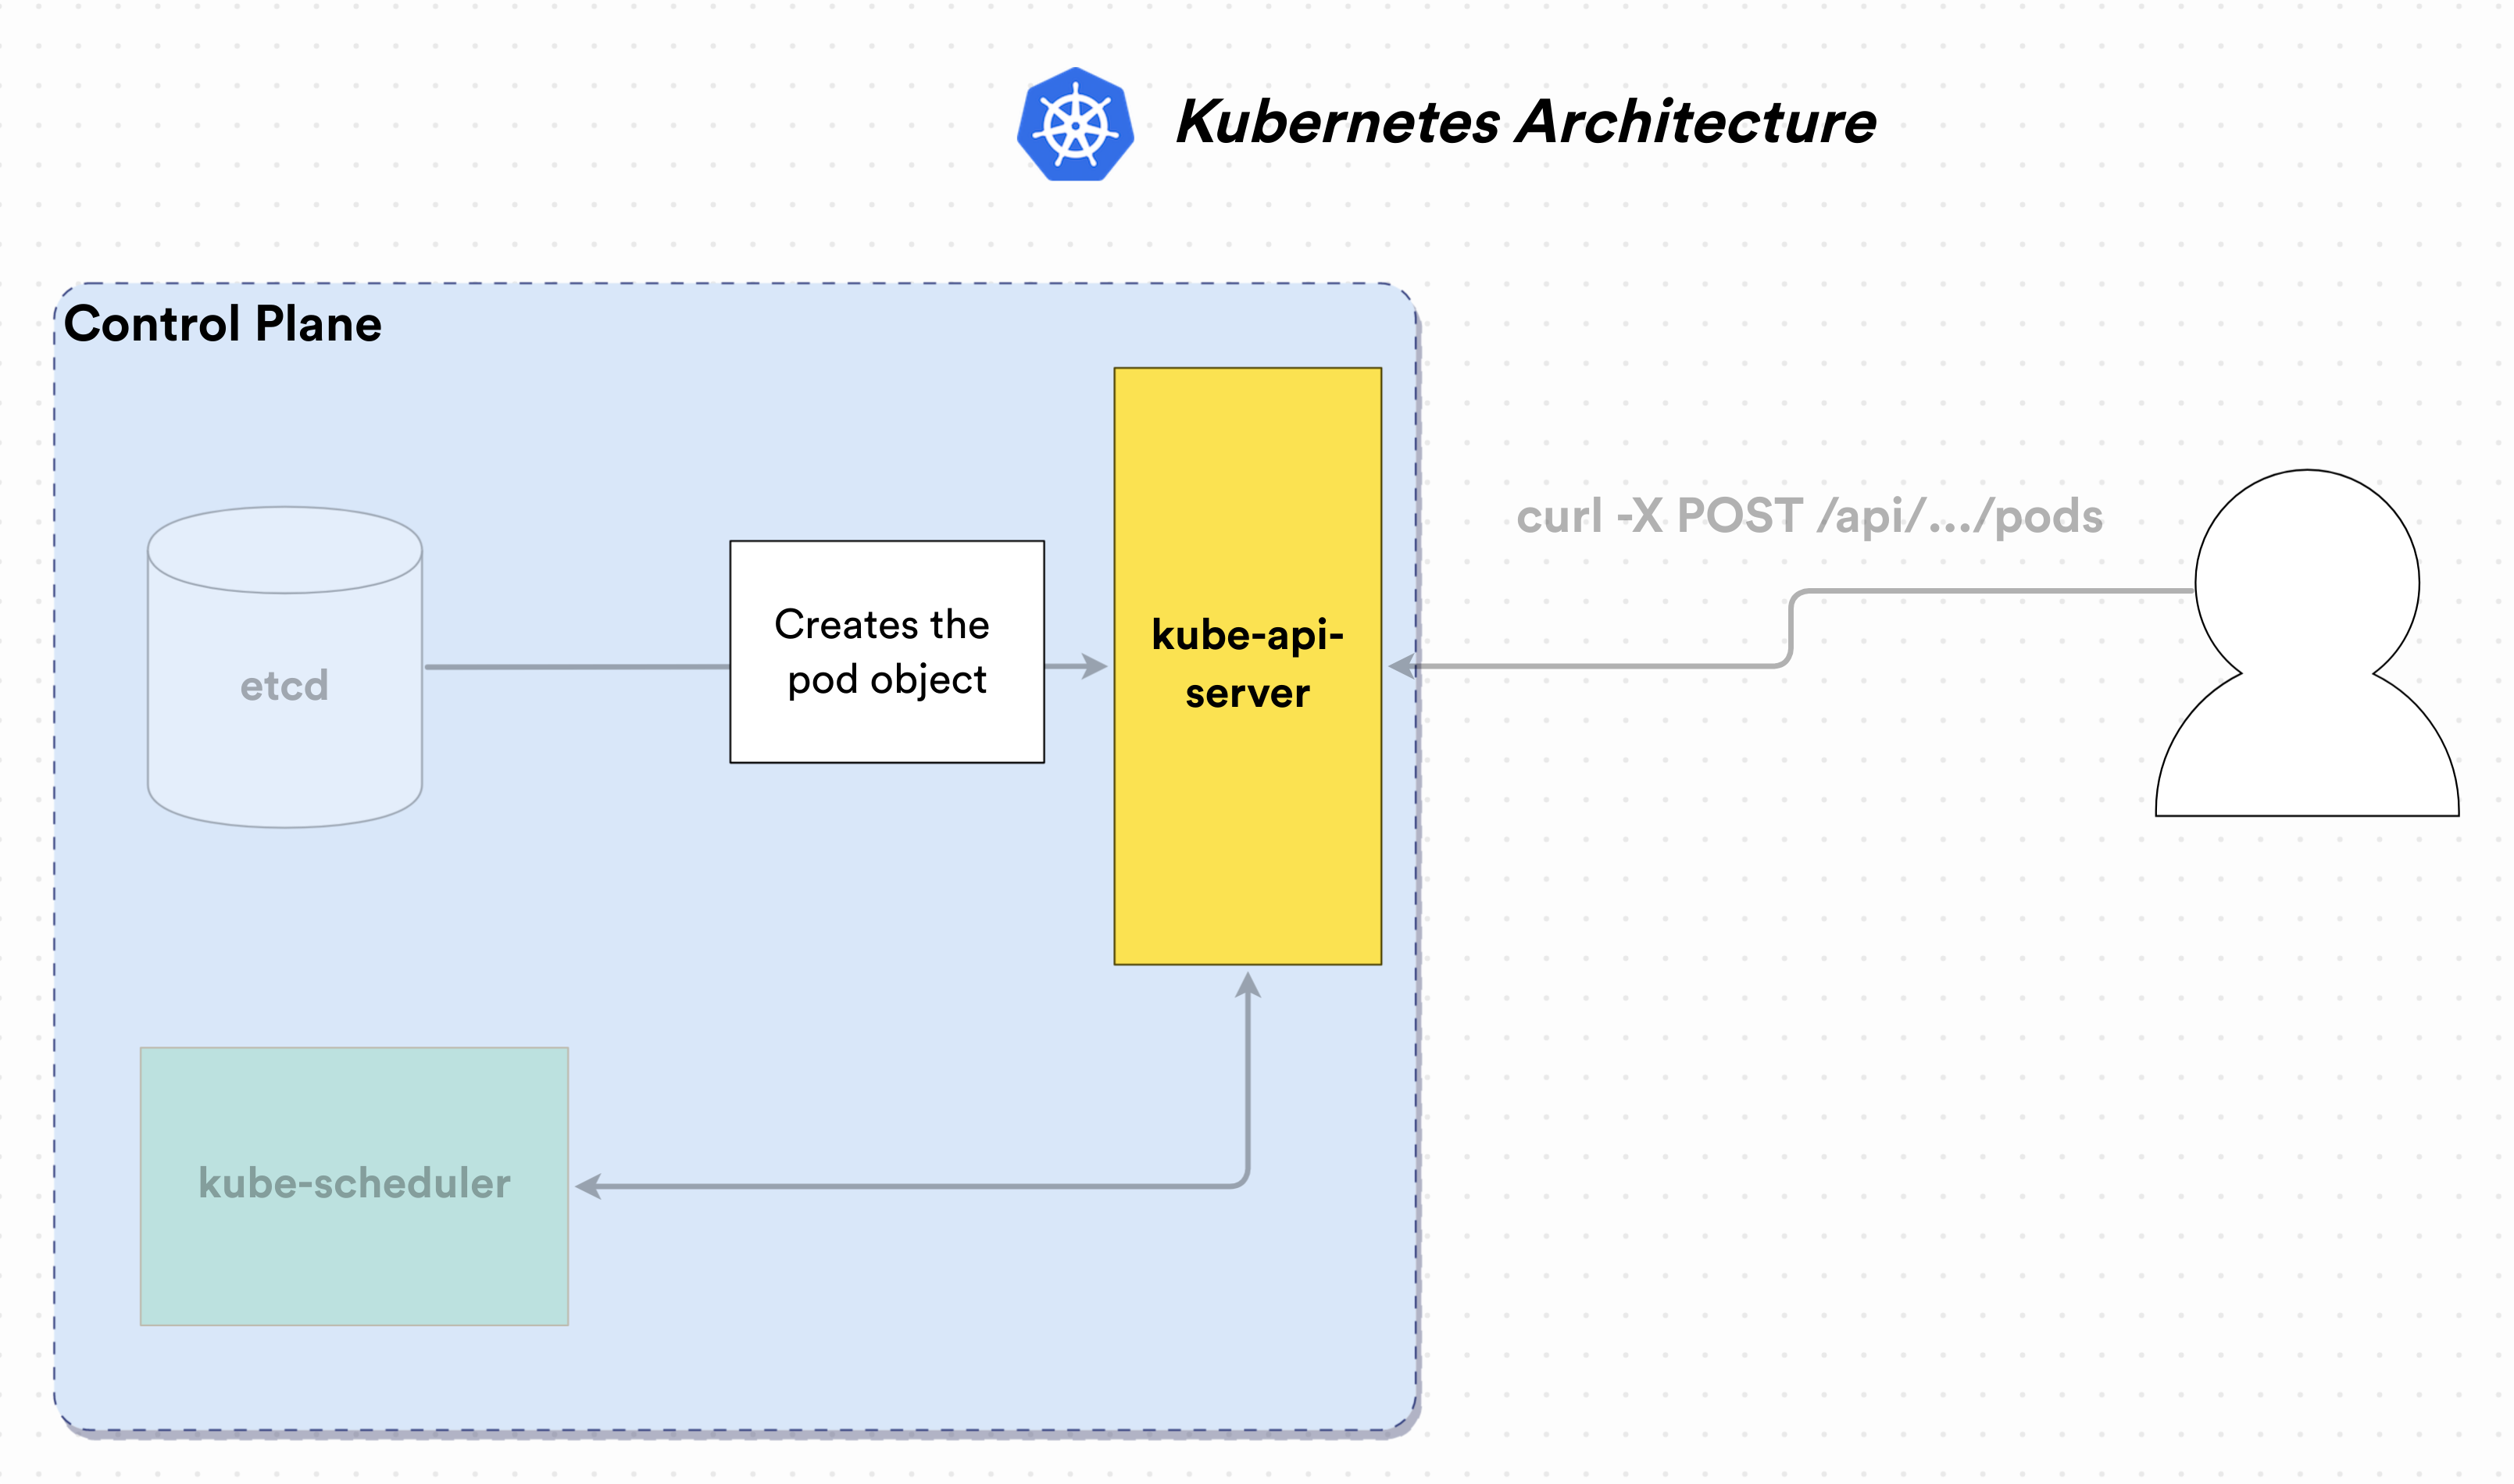 Kubernetes Architecture
Control Plane
curl -X POST /api/.../pods
Creates the
pod object
kube-api-
server
etcd
kube-scheduler